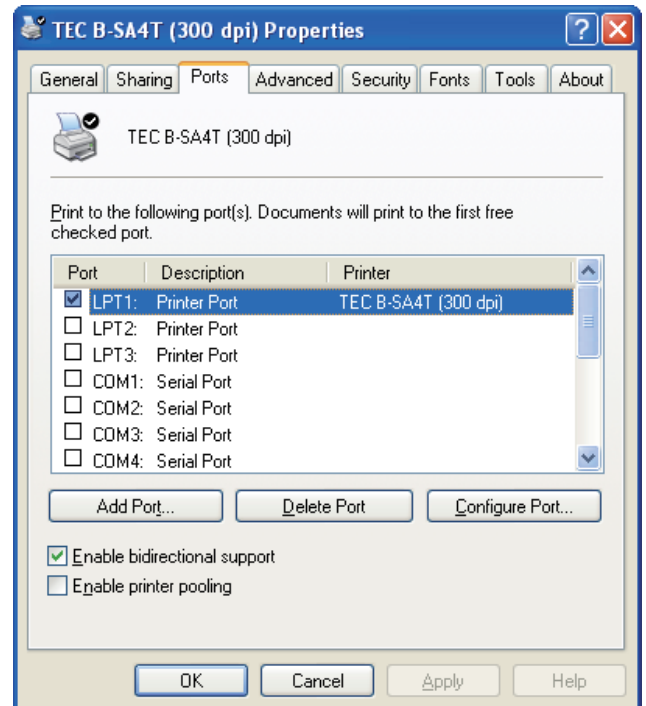 TEC B-SA4T (300 dpi) Properties
General Sharing Ports Advanced Security Fonts Tools About
TEC B-SA4T (300 dpi)
Print to the following port(s). Documents will print to the first free
checked port.
Port Description Printer
LPT1: Printer Port TEC B-SA4T (300 dpi)
LPT2: Printer Port
LPT3: Printer Port
COM1: Serial Port
COM2: Serial Port
COM3: Serial Port
COM4: Serial Port
Add Port... Delete Port Configure Port...
Enable bidirectional support
Enable printer pooling
OK Cancel Apply Help